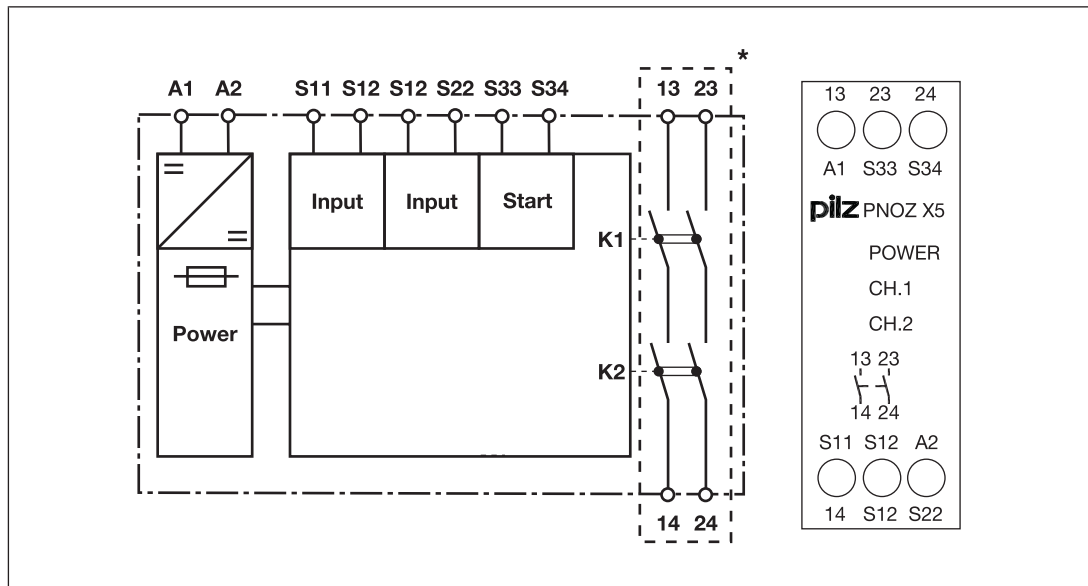 *
A1 A2 S11 S12 S12 S22 S33 S34 13 23
Input Input Start
Power
K1
K2
14 24
13 23 24
A1 S33 S34
pilz PNOZ X5
POWER
CH.1
CH.2
13 23
14 24
S11 S12 A2
14 S12 S22